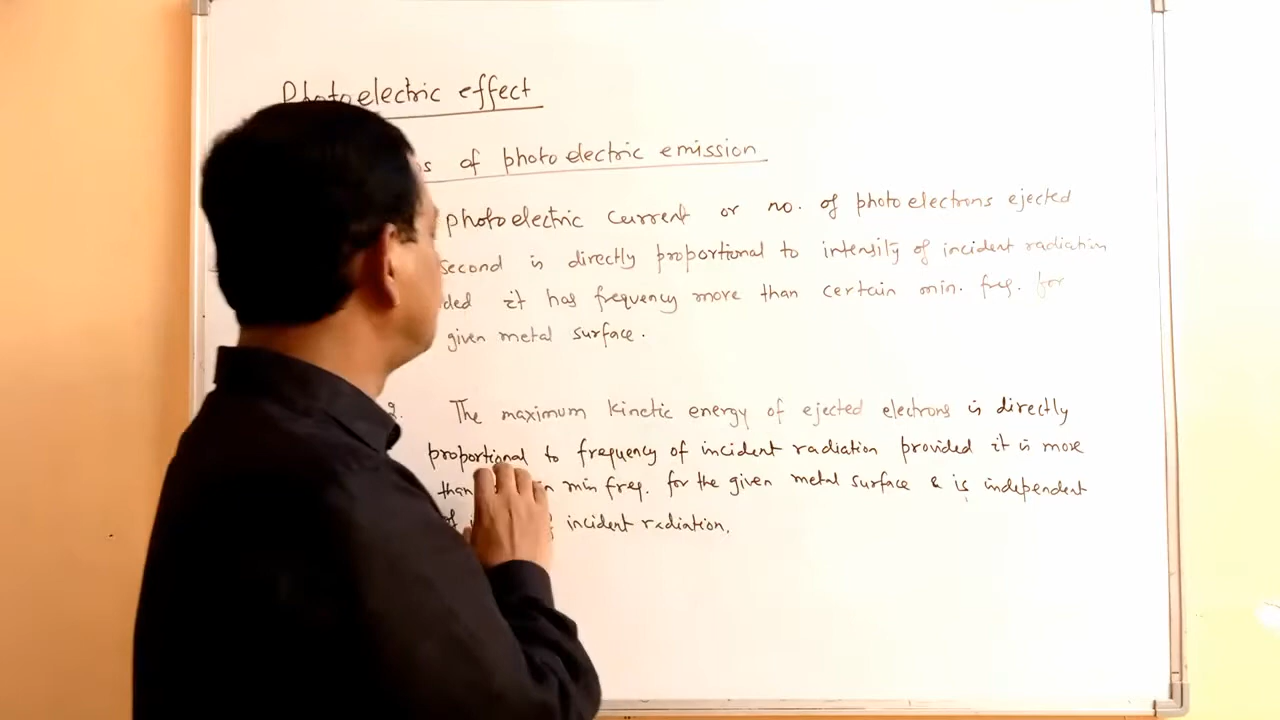 Photoelectric effect
of photoelectric emission
photoelectric current or no. of photoelectrons ejected
second is directly proportional to intensity of incident radiation
it has frequency more than certain min. freq. for
given metal surface.
2. The maximum kinetic energy of ejected electrons is directly
proportional to frequency of incident radiation provided it is more
than min freq. for the given metal surface & is independent
of incident radiation.